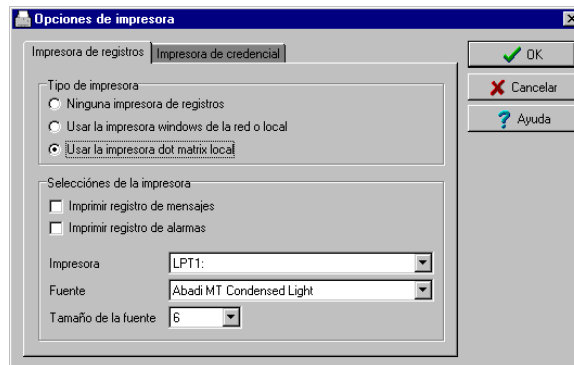 Opciones de impresora
Impresora de registros Impresora de credencial
OK
Cancelar
Ayuda
Tipo de impresora
Ninguna impresora de registros
Usar la impresora windows de la red o local
Usar la impresora dot matrix local
Selecciónes de la impresora
Imprimir registro de mensajes
Imprimir registro de alarmas
Impresora LPT1:
Fuente Abadi MT Condensed Light
Tamaño de la fuente 6